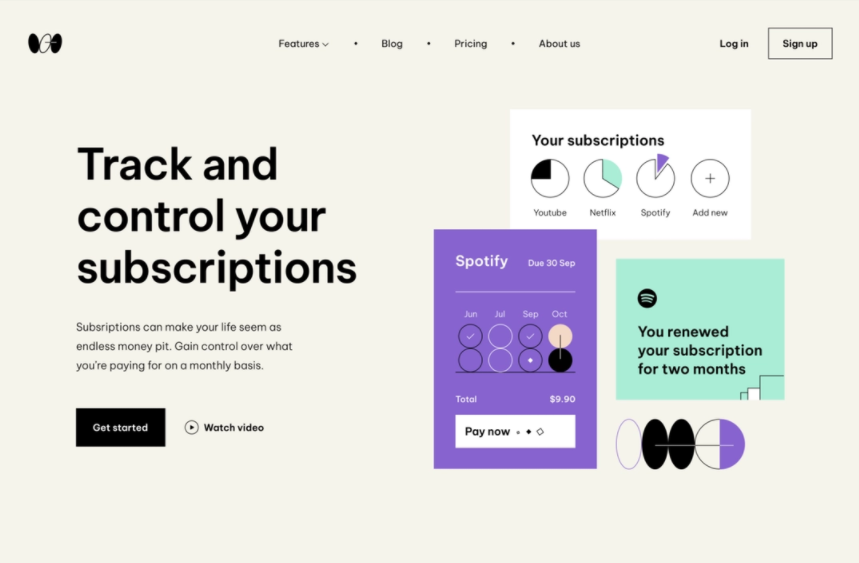 Features
Blog
Pricing
About us
Log in
Sign up
Track and
control your
subscriptions
Subsriptions can make your life seem as
endless money pit. Gain control over what
you're paying for on a monthly basis.
Get started
Watch video
Your subscriptions
Youtube Netflix Spotify Add new
Spotify Due 30 Sep
Jun Jul Sep Oct
Total $9.90
Pay now
You renewed
your subscription
for two months